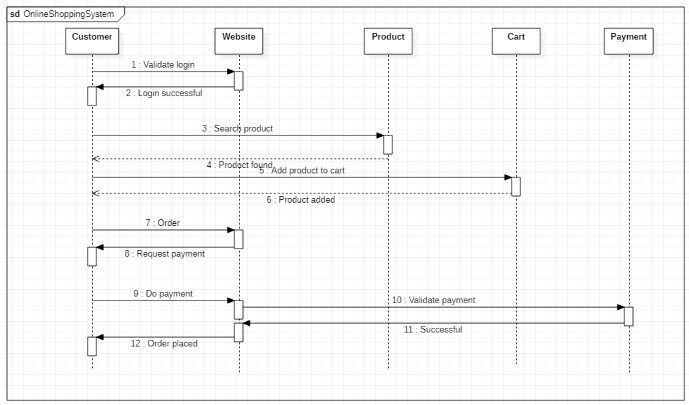 sd OnlineShoppingSystem
Customer
Website
Product
Cart
Payment
1 : Validate login
2 : Login successful
3 : Search product
4 : Product found
5 : Add product to cart
6 : Product added
7 : Order
8 : Request payment
9 : Do payment
10 : Validate payment
11 : Successful
12 : Order placed